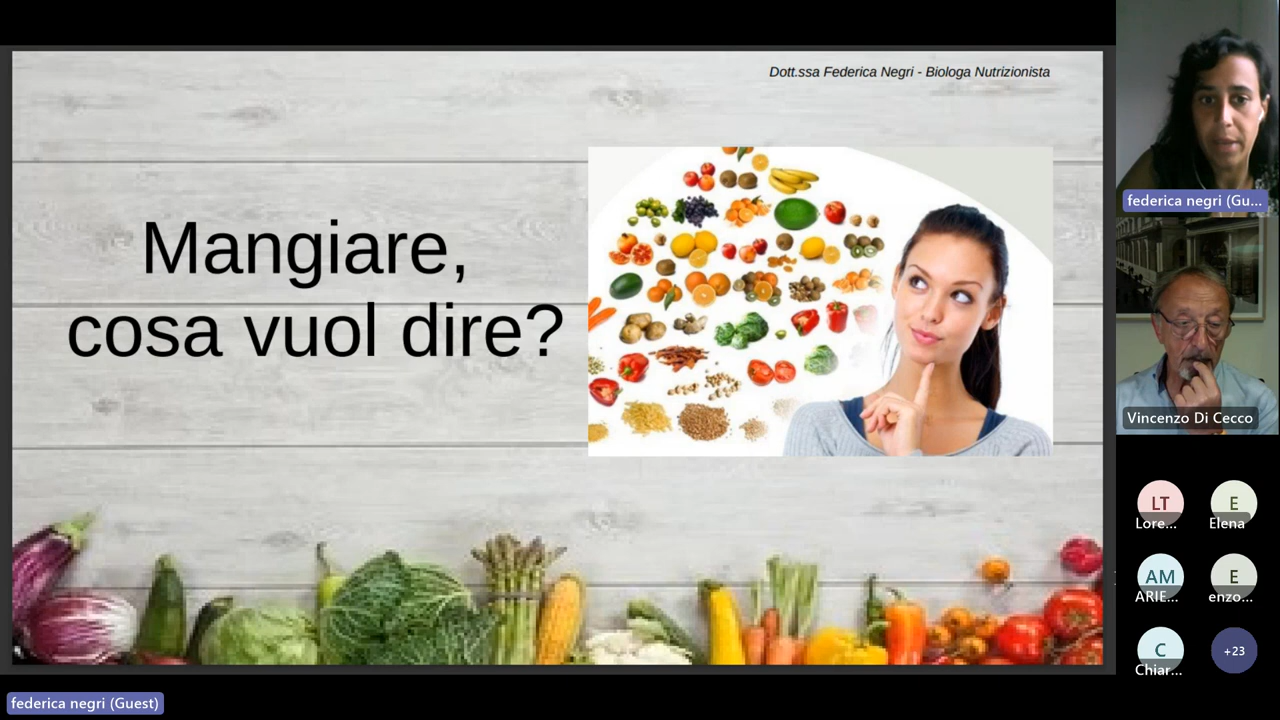 Dott.ssa Federica Negri - Biologa Nutrizionista
Mangiare,
cosa vuol dire?
federica negri (Gu...
Vincenzo Di Cecco
LT
E
Lore...
Elena
AM
E
ARIE...
enzo...
C
+23
Chiar...
federica negri (Guest)